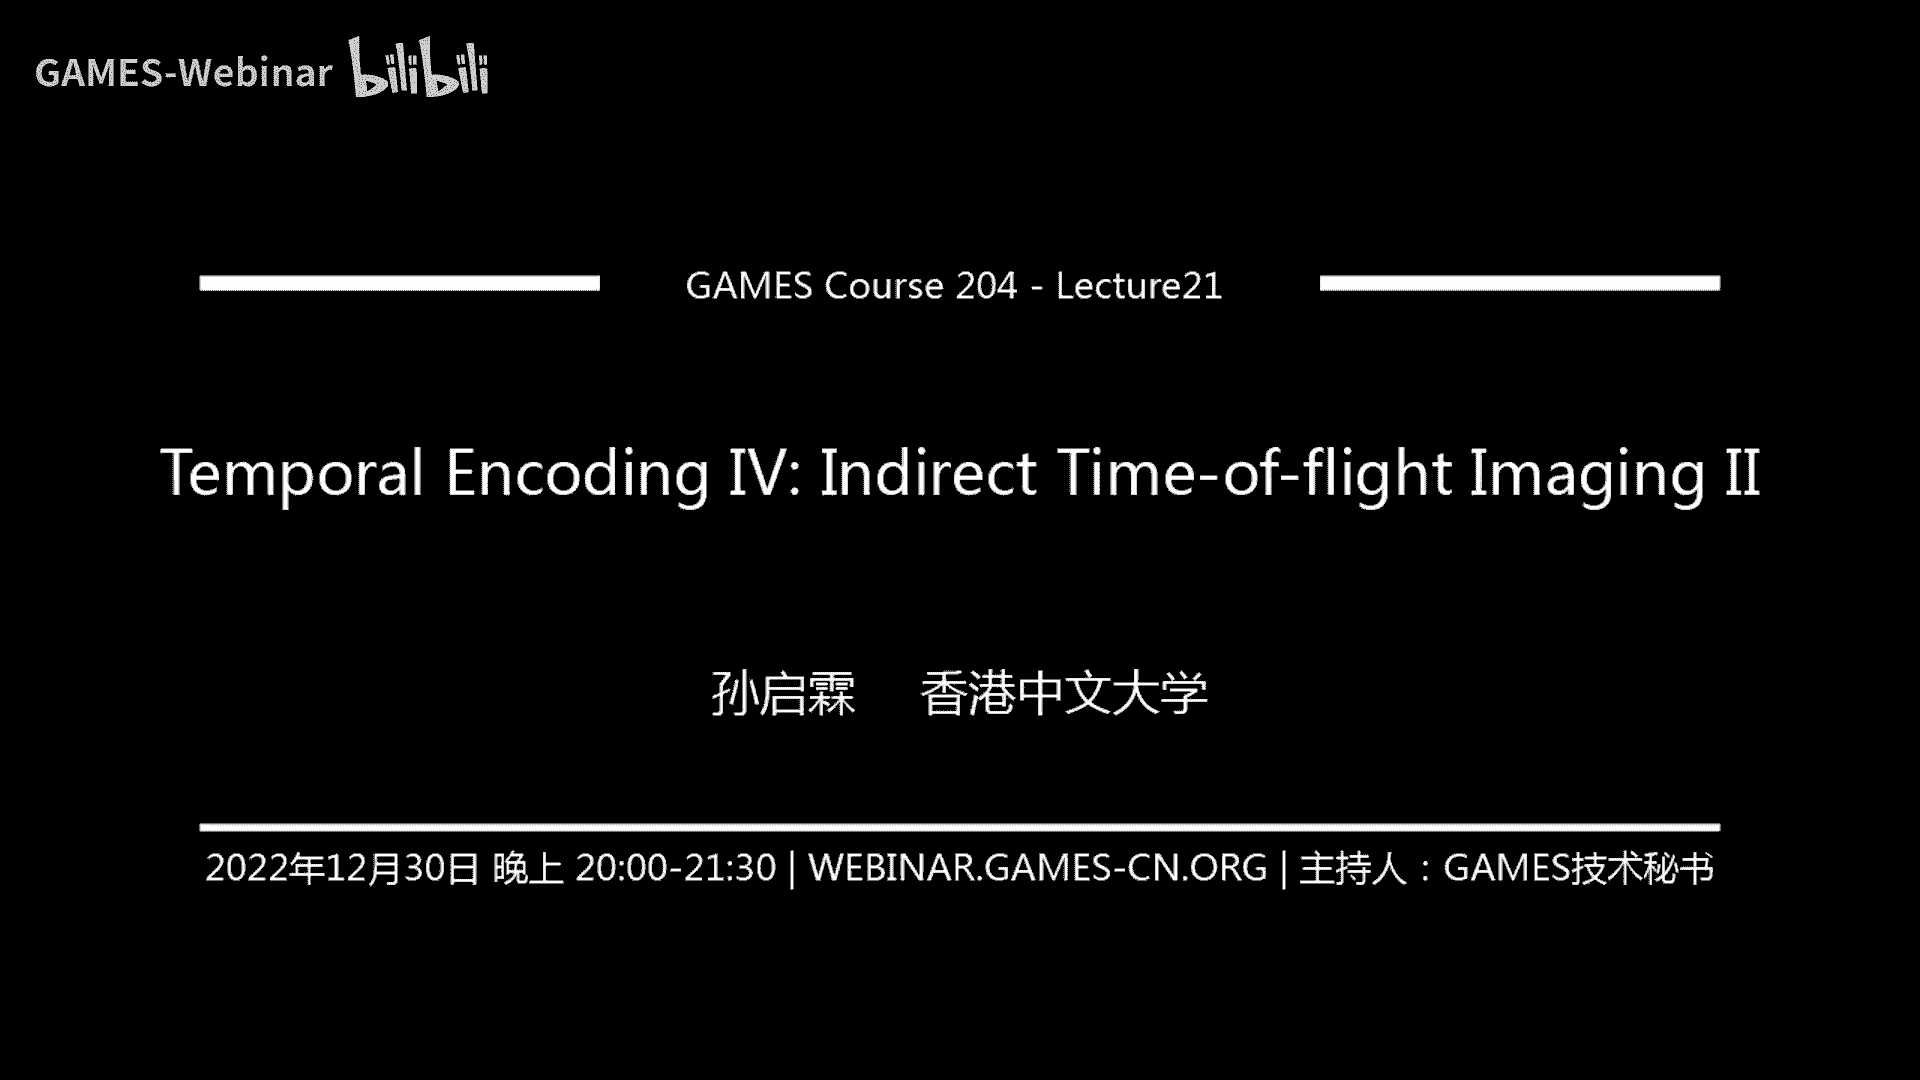 GAMES-Webinar bilibili
GAMES Course 204 - Lecture21
Temporal Encoding IV: Indirect Time-of-flight Imaging II
孙启霖 香港中文大学
2022年12月30日 晚上 20:00-21:30 | WEBINAR.GAMES-CN.ORG | 主持人：GAMES技术秘书